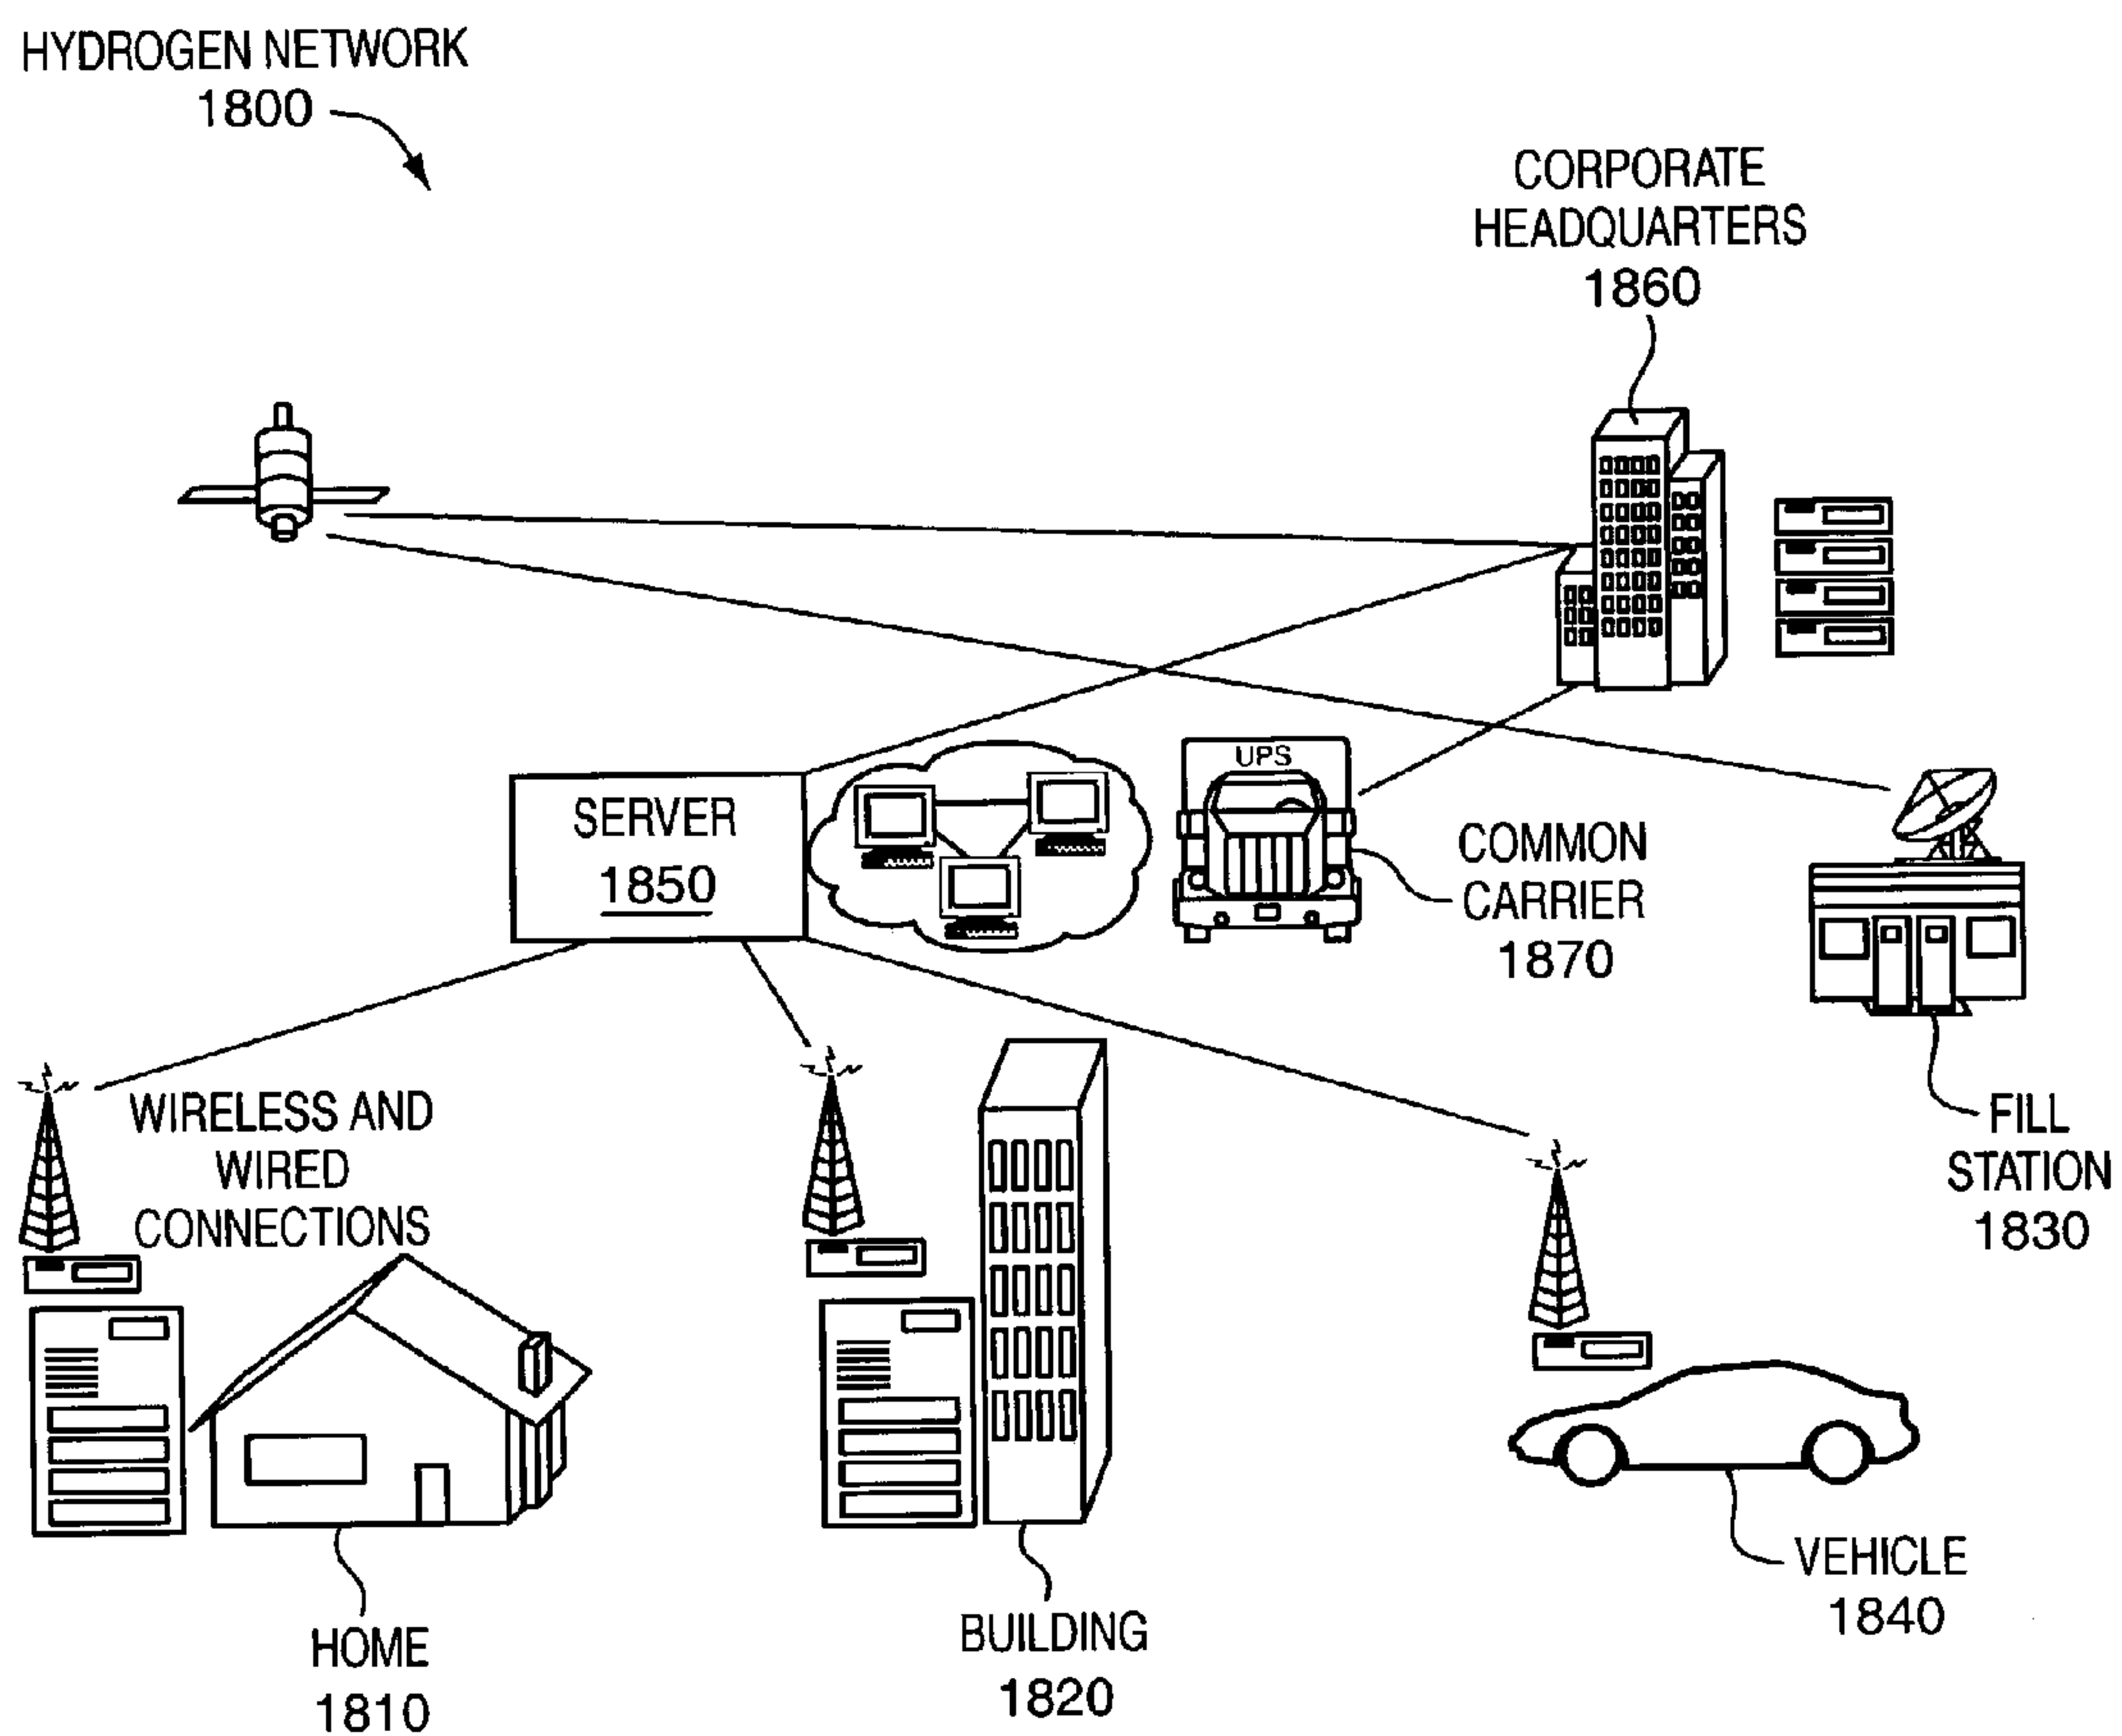 HYDROGEN NETWORK
1800
CORPORATE
HEADQUARTERS
1860
SERVER
1850
UPS
COMMON
CARRIER
1870
WIRELESS AND
WIRED
CONNECTIONS
FILL
STATION
1830
HOME
1810
BUILDING
1820
VEHICLE
1840